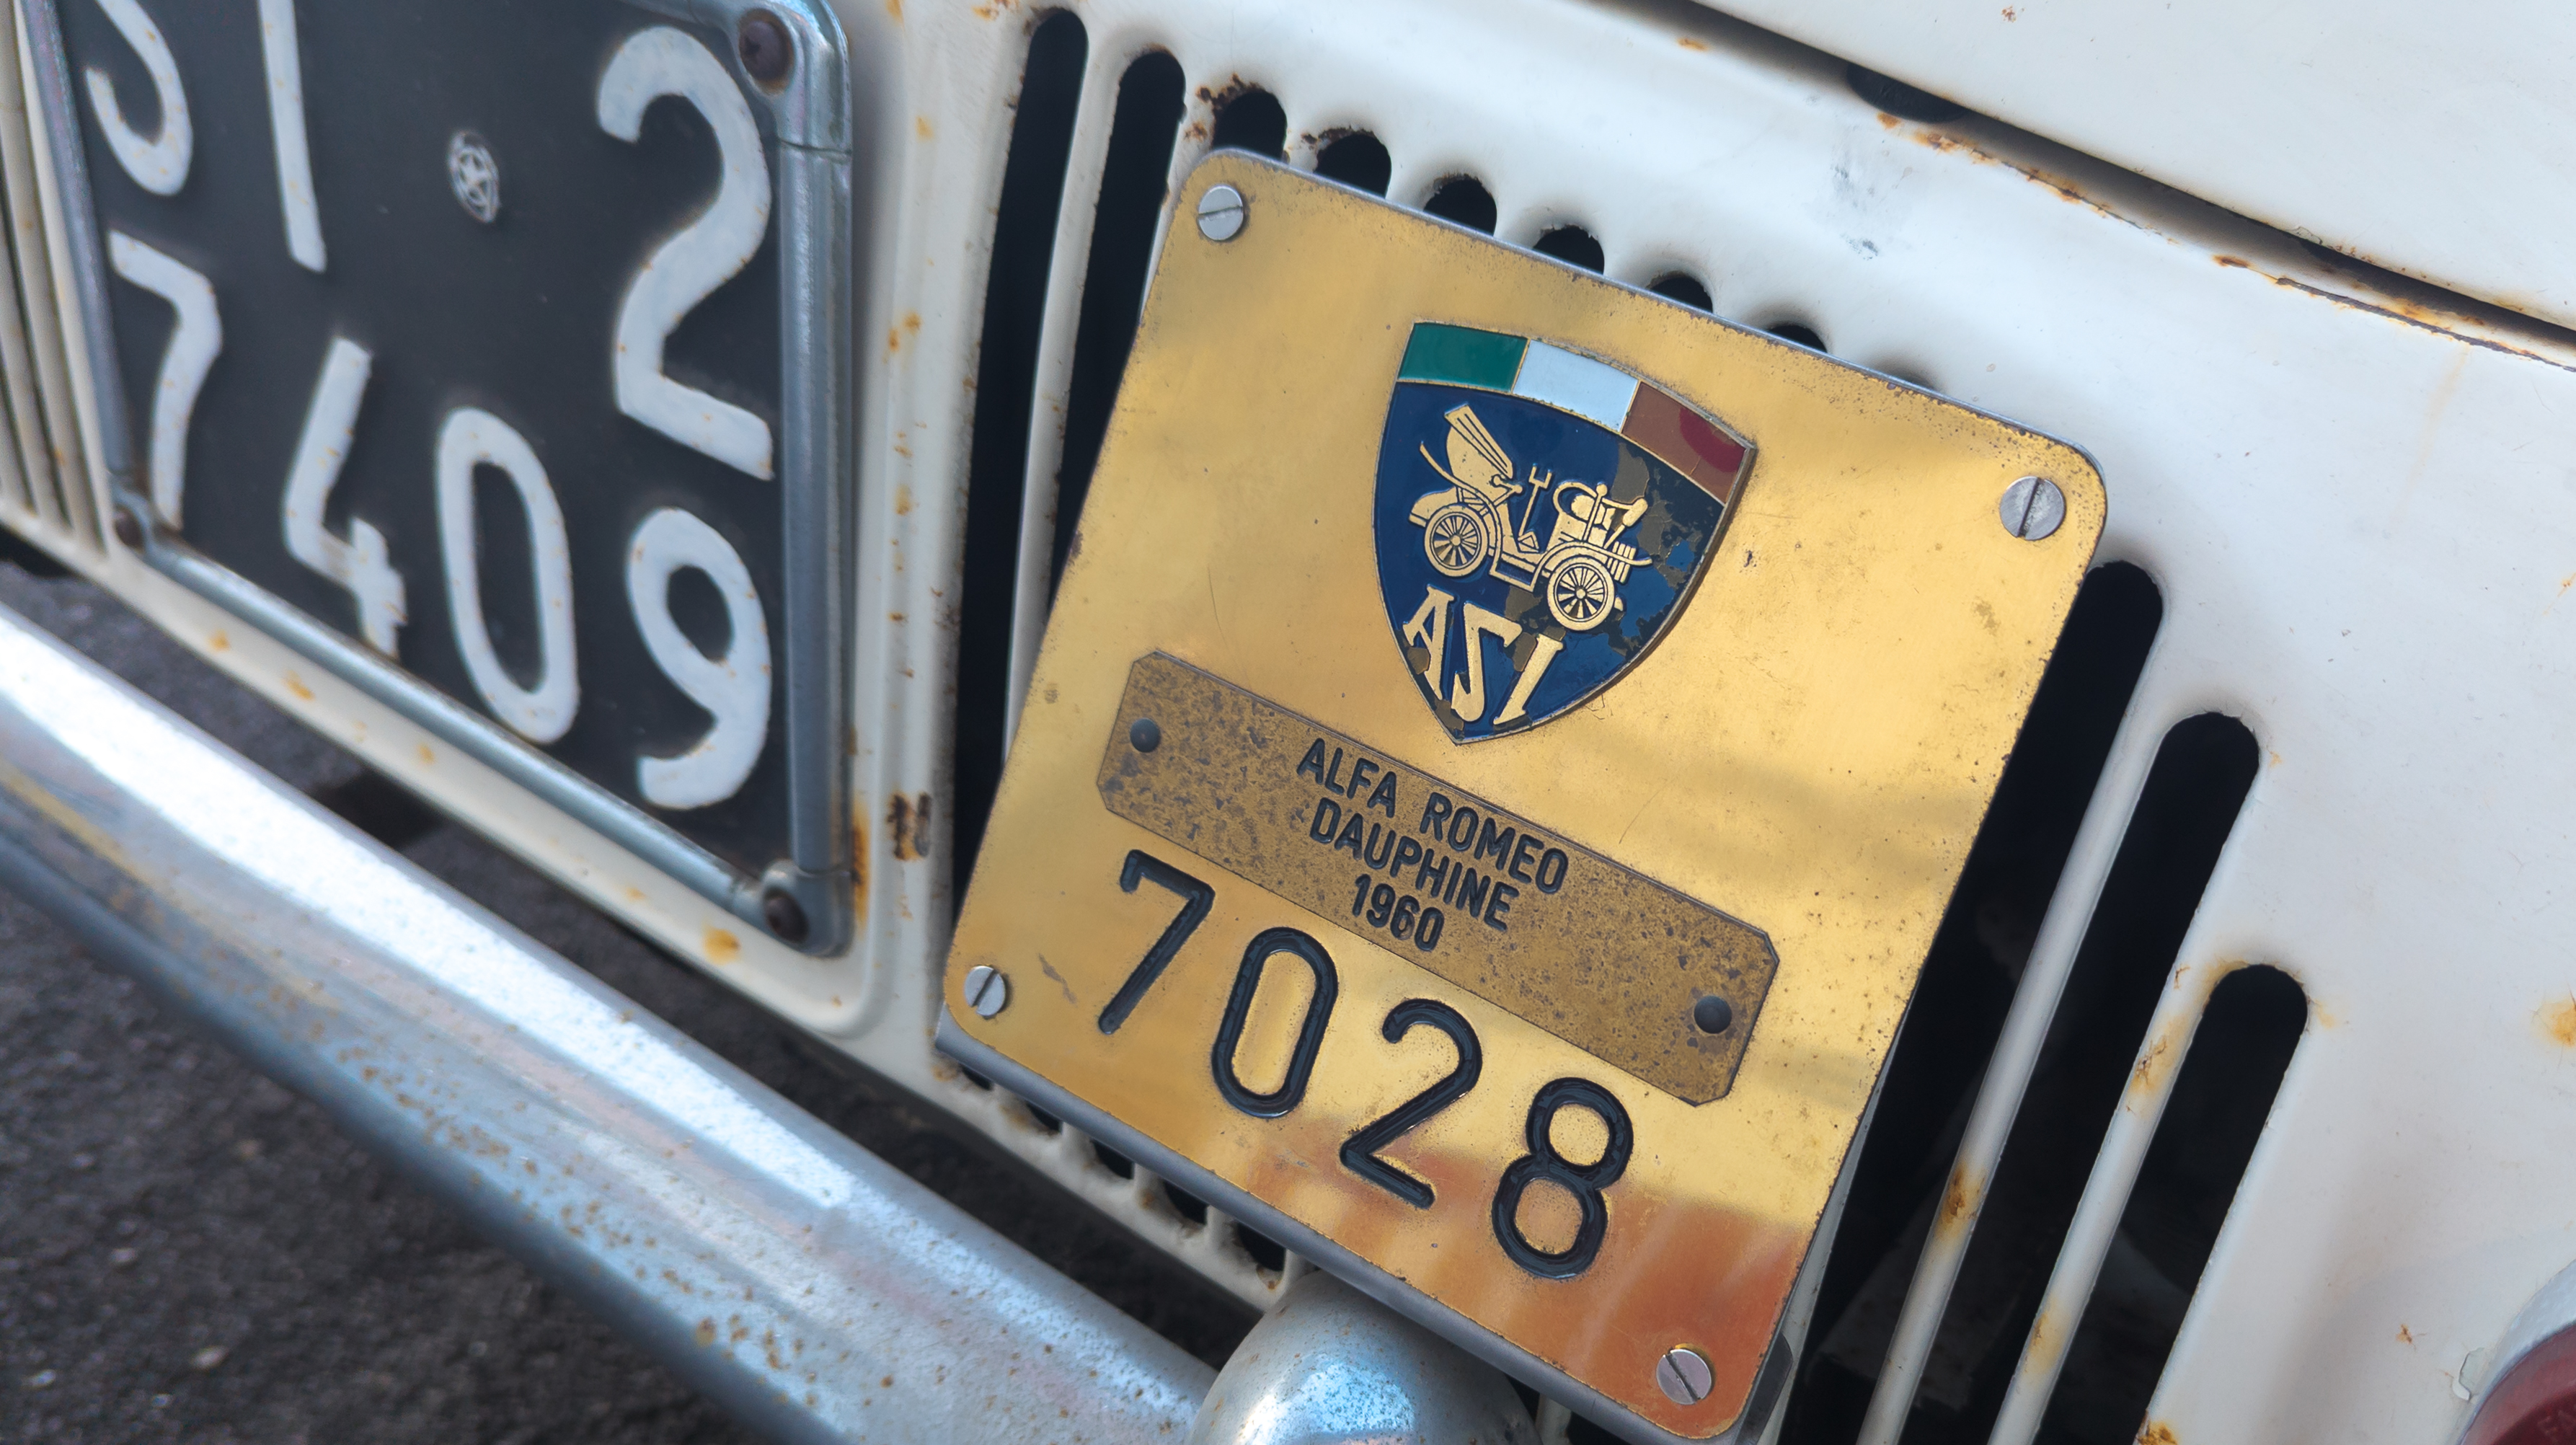 SI 2
7409
ASI
ALFA ROMEO
DAUPHINE
1960
7028